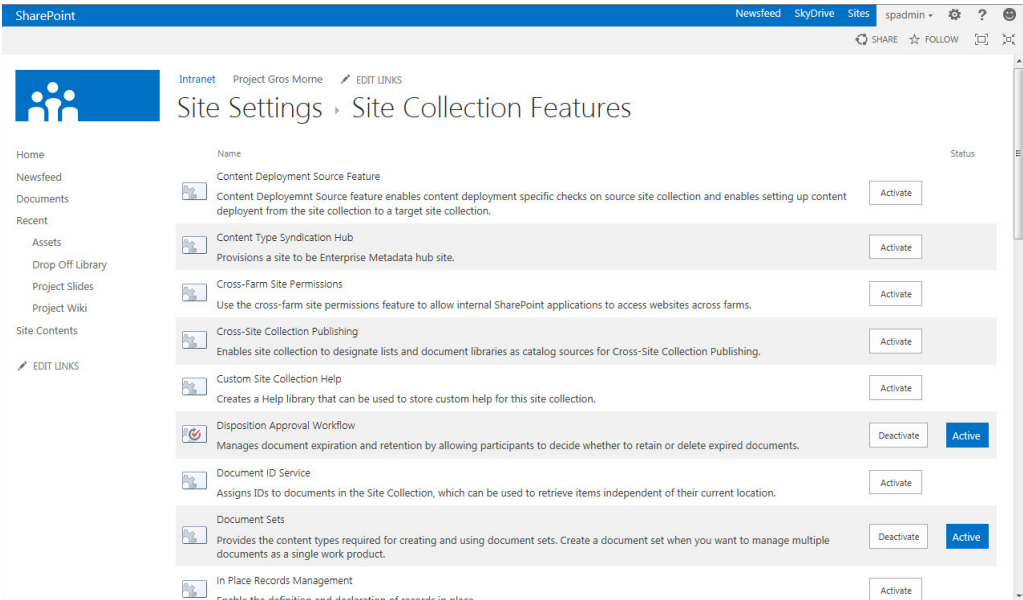 SharePoint
Newsfeed SkyDrive Sites spadmin ?
SHARE FOLLOW
Intranet Project Gros Morne EDIT LINKS
Site Settings Site Collection Features
Home
Newsfeed
Documents
Recent
Assets
Drop Off Library
Project Slides
Project Wiki
Site Contents
EDIT LINKS
Name Status
Content Deployment Source Feature
Content Deployemnt Source feature enables content deployment specific checks on source site collection and enables setting up content
deployent from the site collection to a target site collection.
Activate
Content Type Syndication Hub
Provisions a site to be Enterprise Metadata hub site.
Activate
Cross-Farm Site Permissions
Use the cross-farm site permissions feature to allow internal SharePoint applications to access websites across farms.
Activate
Cross-Site Collection Publishing
Enables site collection to designate lists and document libraries as catalog sources for Cross-Site Collection Publishing.
Activate
Custom Site Collection Help
Creates a Help library that can be used to store custom help for this site collection.
Activate
Disposition Approval Workflow
Manages document expiration and retention by allowing participants to decide whether to retain or delete expired documents.
Deactivate Active
Document ID Service
Assigns IDs to documents in the Site Collection, which can be used to retrieve items independent of their current location.
Activate
Document Sets
Provides the content types required for creating and using document sets. Create a document set when you want to manage multiple
documents as a single work product.
Deactivate Active
In Place Records Management
Enable the definition and declaration of records in place.
Activate